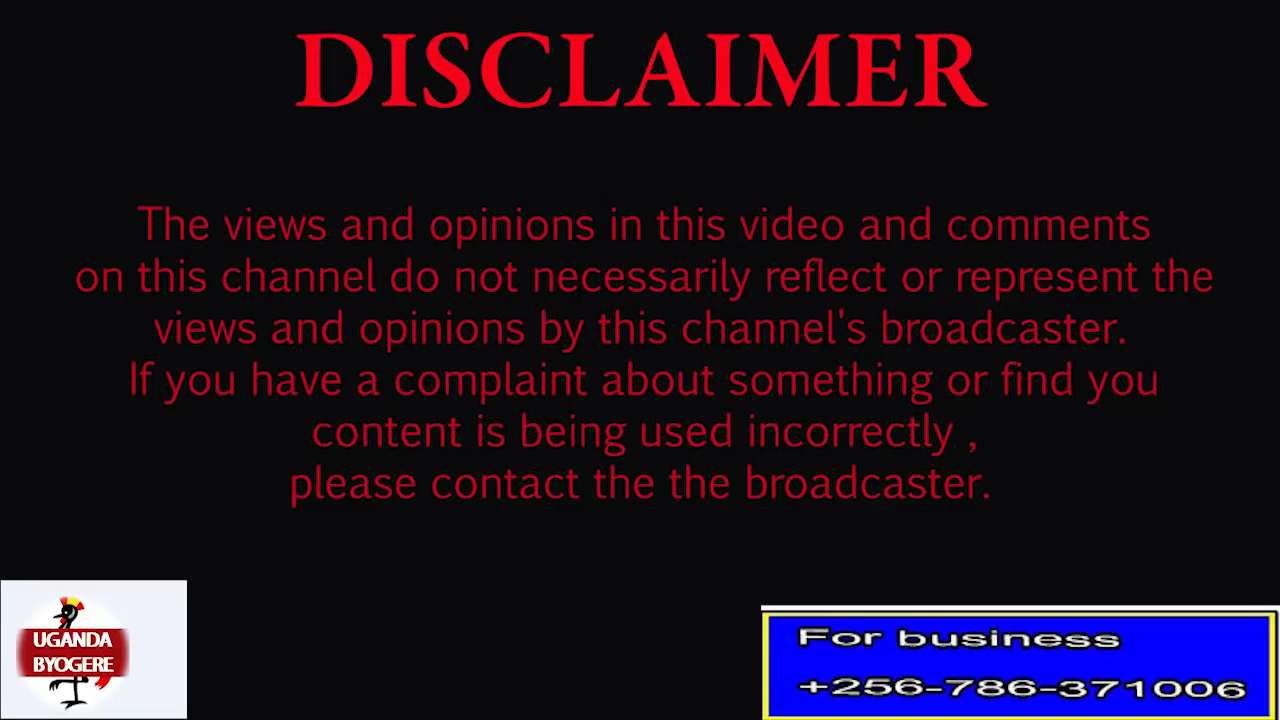 DISCLAIMER
The views and opinions in this video and comments
on this channel do not necessarily reflect or represent the
views and opinions by this channel's broadcaster.
If you have a complaint about something or find you
content is being used incorrectly ,
please contact the the broadcaster.
UGANDA
BYOGERE
For business
+256-786-371006